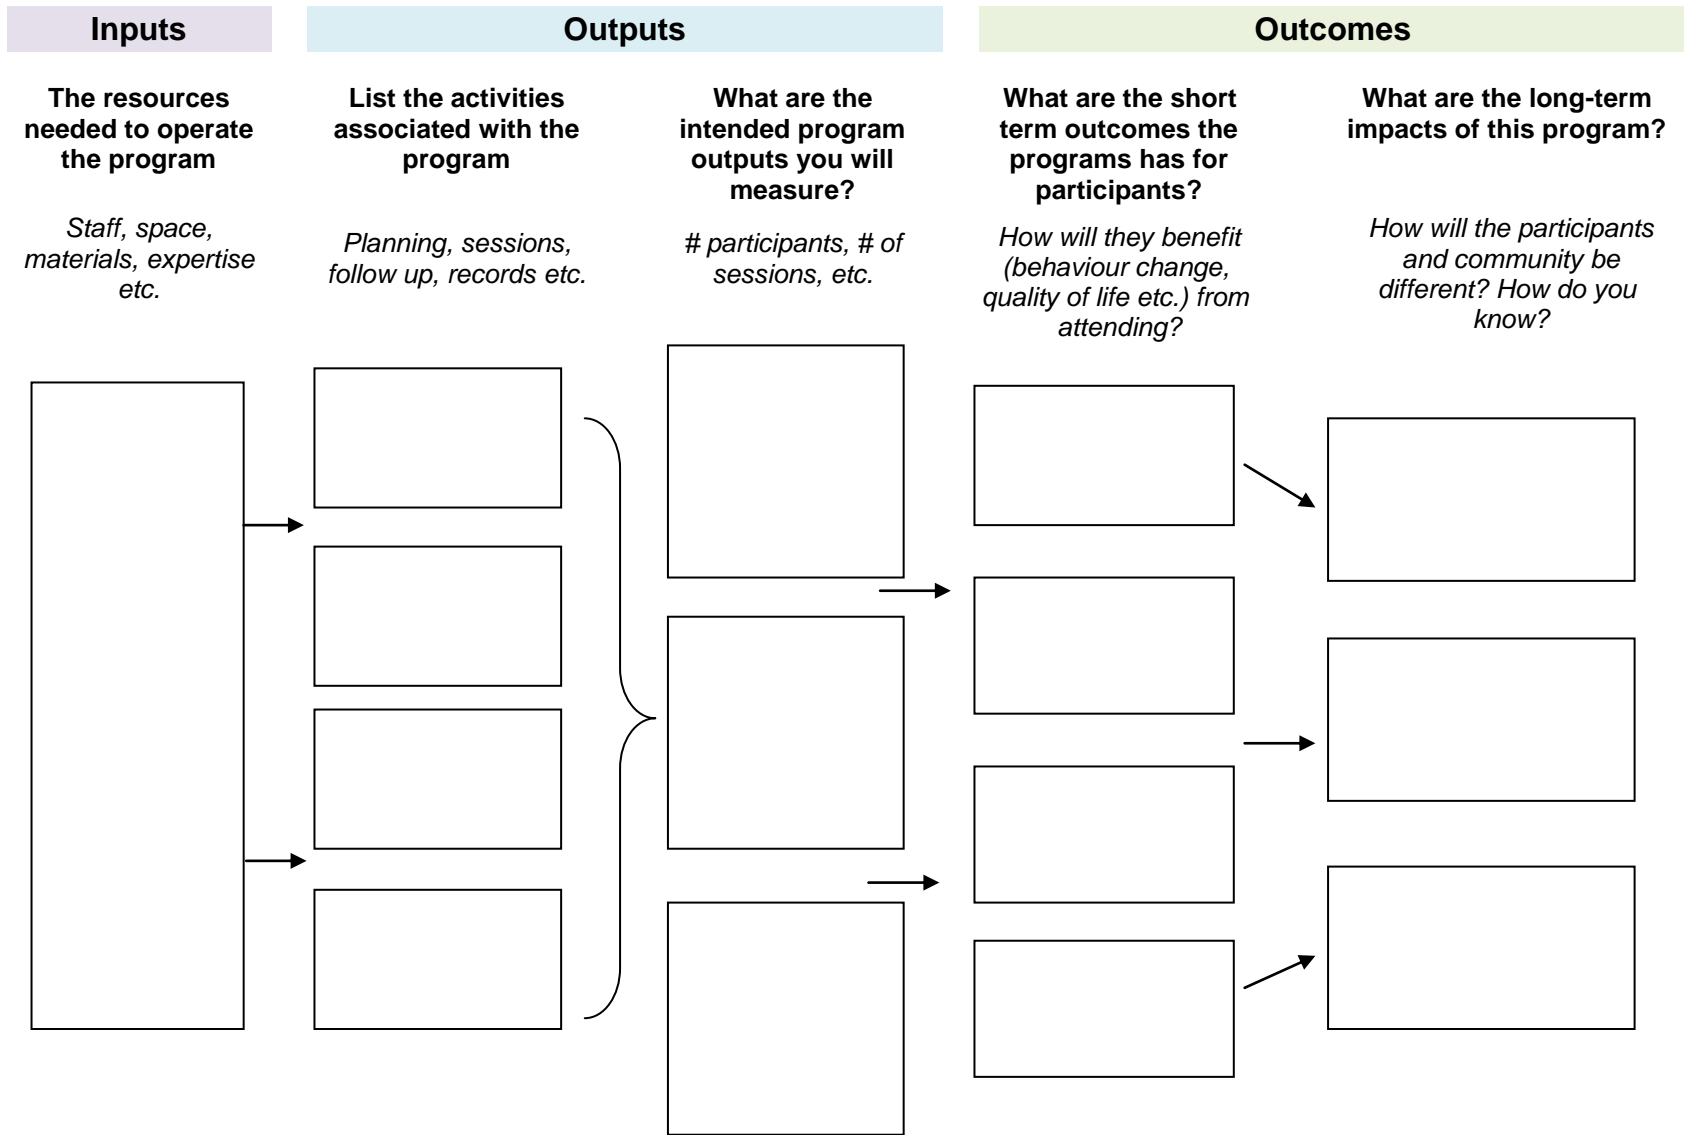 Inputs
Outputs
Outcomes
The resources
needed to operate
the program
Staff, space,
materials, expertise
etc.
List the activities
associated with the
program
Planning, sessions,
follow up, records etc.
What are the
intended program
outputs you will
measure?
# participants, # of
sessions, etc.
What are the short
term outcomes the
programs has for
participants?
How will they benefit
(behaviour change,
quality of life etc.) from
attending?
What are the long-term
impacts of this program?
How will the participants
and community be
different? How do you
know?